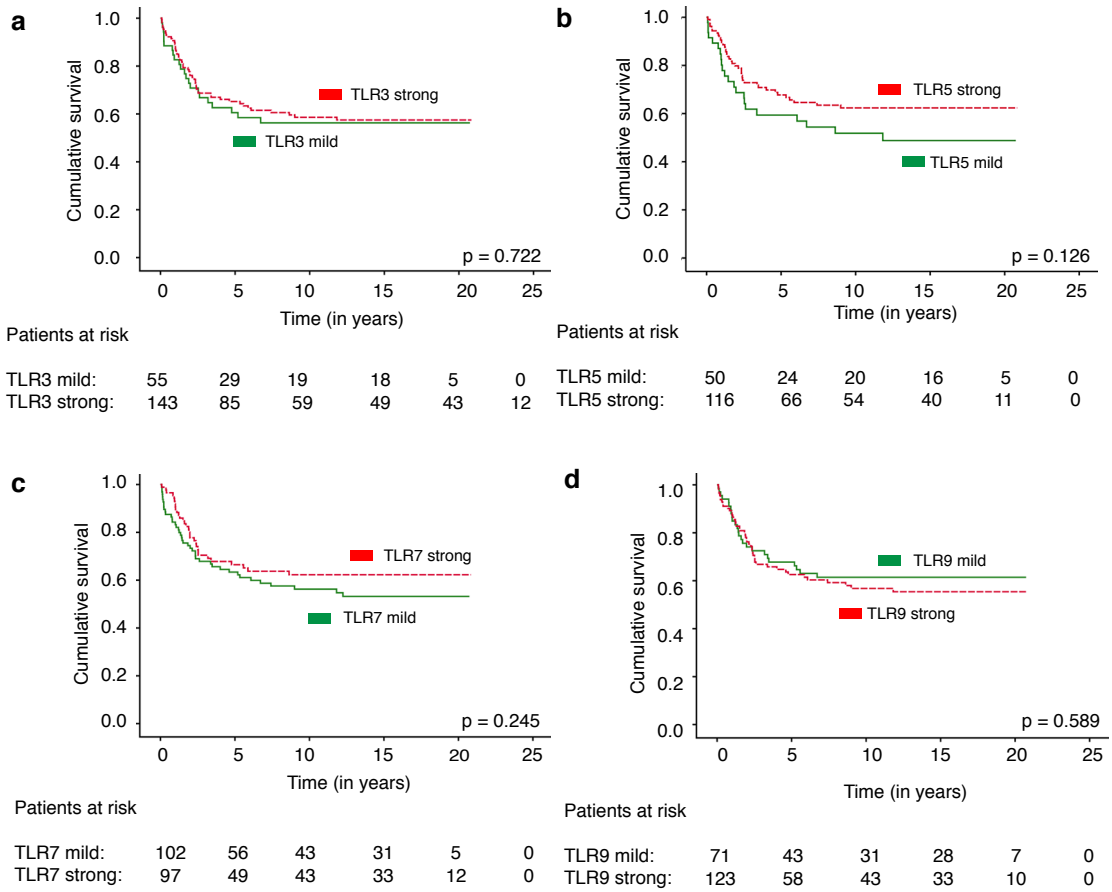 a
Cumulative survival
1.0
0.8
0.6
0.4
0.2
0.0
TLR3 strong
TLR3 mild
p = 0.722
0 5 10 15 20 25
Time (in years)
Patients at risk
TLR3 mild: 55 29 19 18 5 0
TLR3 strong: 143 85 59 49 43 12
b
Cumulative survival
1.0
0.8
0.6
0.4
0.2
0.0
TLR5 strong
TLR5 mild
p = 0.126
0 5 10 15 20 25
Time (in years)
Patients at risk
TLR5 mild: 50 24 20 16 5 0
TLR5 strong: 116 66 54 40 11 0
c
Cumulative survival
1.0
0.8
0.6
0.4
0.2
0.0
TLR7 strong
TLR7 mild
p = 0.245
0 5 10 15 20 25
Time (in years)
Patients at risk
TLR7 mild: 102 56 43 31 5 0
TLR7 strong: 97 49 43 33 12 0
d
Cumulative survival
1.0
0.8
0.6
0.4
0.2
0.0
TLR9 mild
TLR9 strong
p = 0.589
0 5 10 15 20 25
Time (in years)
Patients at risk
TLR9 mild: 71 43 31 28 7 0
TLR9 strong: 123 58 43 33 10 0